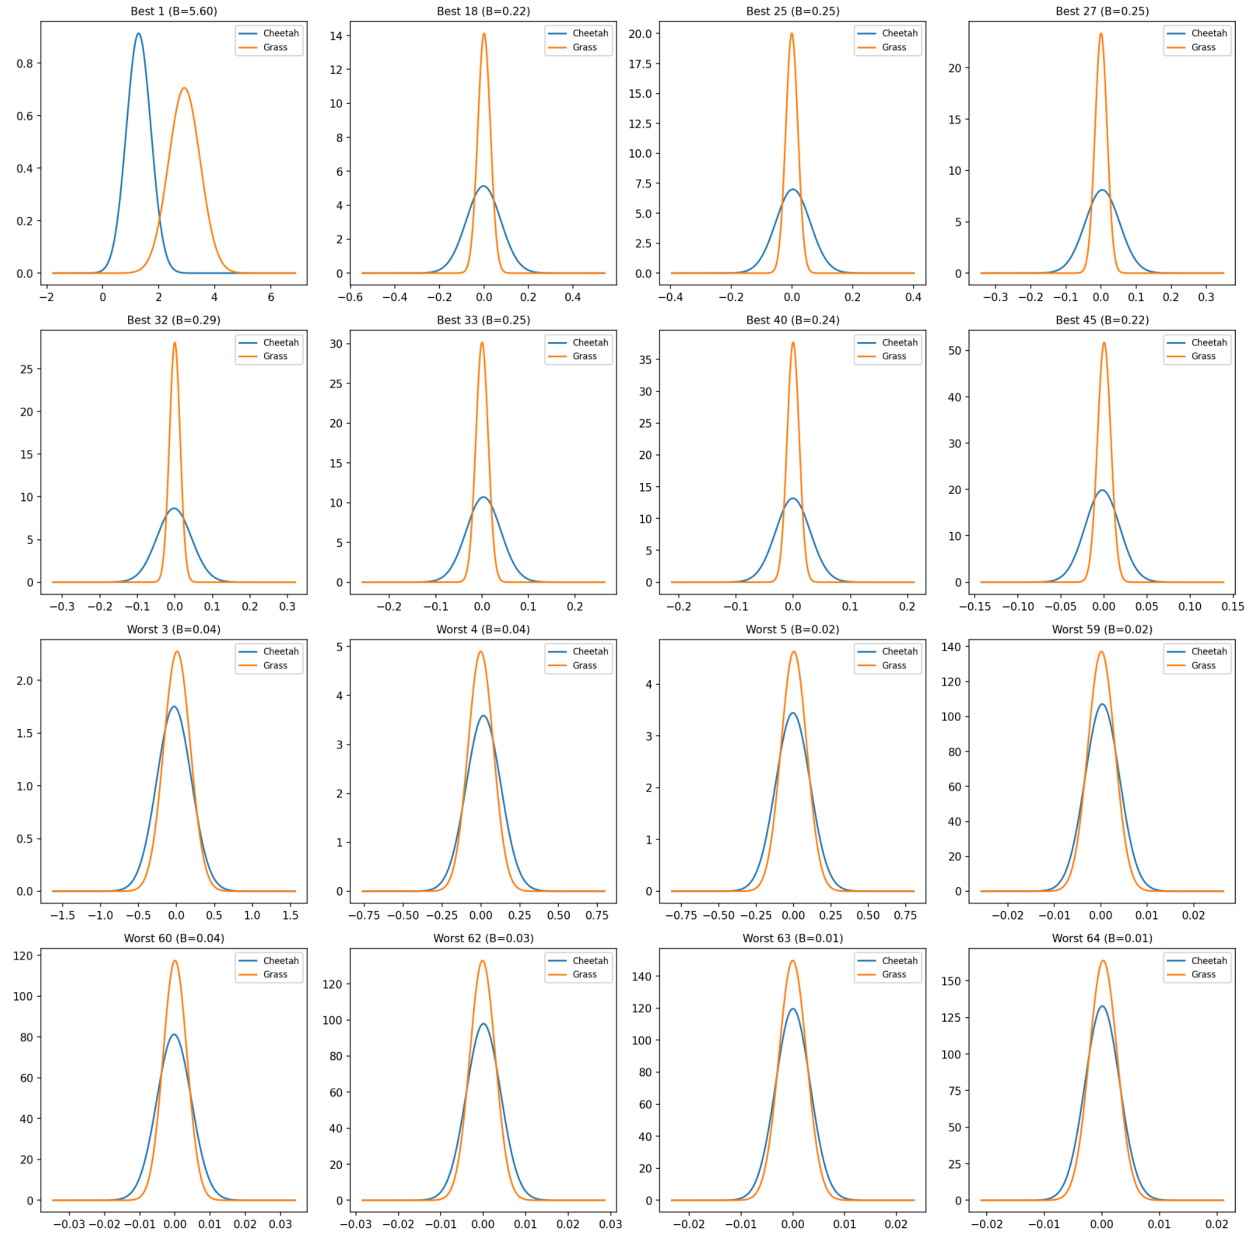 Best 1 (B=5.60)
Cheetah
Grass
0.8
0.6
0.4
0.2
0.0
−2 0 2 4 6
Best 18 (B=0.22)
Cheetah
Grass
14
12
10
8
6
4
2
0
−0.6 −0.4 −0.2 0.0 0.2 0.4
Best 25 (B=0.25)
Cheetah
Grass
20.0
17.5
15.0
12.5
10.0
7.5
5.0
2.5
0.0
−0.4 −0.2 0.0 0.2 0.4
Best 27 (B=0.25)
Cheetah
Grass
20
15
10
5
0
−0.3 −0.2 −0.1 0.0 0.1 0.2 0.3
Best 32 (B=0.29)
Cheetah
Grass
25
20
15
10
5
0
−0.3 −0.2 −0.1 0.0 0.1 0.2 0.3
Best 33 (B=0.25)
Cheetah
Grass
30
25
20
15
10
5
0
−0.2 −0.1 0.0 0.1 0.2
Best 40 (B=0.24)
Cheetah
Grass
35
30
25
20
15
10
5
0
−0.2 −0.1 0.0 0.1 0.2
Best 45 (B=0.22)
Cheetah
Grass
50
40
30
20
10
0
−0.15 −0.10 −0.05 0.00 0.05 0.10 0.15
Worst 3 (B=0.04)
Cheetah
Grass
2.0
1.5
1.0
0.5
0.0
−1.5 −1.0 −0.5 0.0 0.5 1.0 1.5
Worst 4 (B=0.04)
Cheetah
Grass
5
4
3
2
1
0
−0.75 −0.50 −0.25 0.00 0.25 0.50 0.75
Worst 5 (B=0.02)
Cheetah
Grass
4
3
2
1
0
−0.75 −0.50 −0.25 0.00 0.25 0.50 0.75
Worst 59 (B=0.02)
Cheetah
Grass
140
120
100
80
60
40
20
0
−0.02 −0.01 0.00 0.01 0.02
Worst 60 (B=0.04)
Cheetah
Grass
120
100
80
60
40
20
0
−0.03 −0.02 −0.01 0.00 0.01 0.02 0.03
Worst 62 (B=0.03)
Cheetah
Grass
120
100
80
60
40
20
0
−0.03 −0.02 −0.01 0.00 0.01 0.02 0.03
Worst 63 (B=0.01)
Cheetah
Grass
140
120
100
80
60
40
20
0
−0.02 −0.01 0.00 0.01 0.02
Worst 64 (B=0.01)
Cheetah
Grass
150
125
100
75
50
25
0
−0.02 −0.01 0.00 0.01 0.02